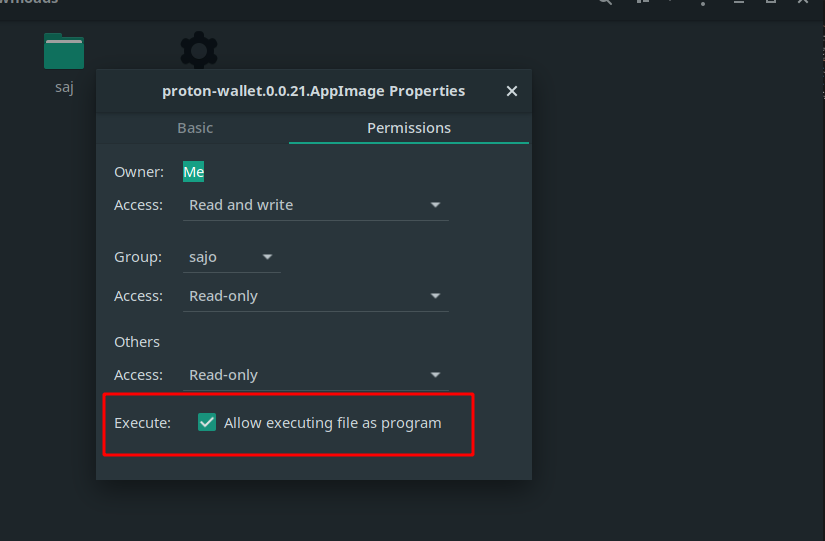 wnloads
saj
proton-wallet.0.0.21.AppImage Properties
Basic
Permissions
Owner: Me
Access: Read and write
Group: sajo
Access: Read-only
Others
Access: Read-only
Execute: Allow executing file as program